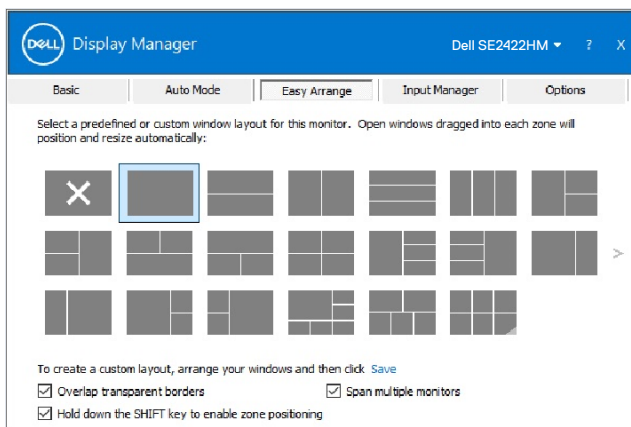 DELL Display Manager Dell SE2422HM ? X
Basic Auto Mode Easy Arrange Input Manager Options
Select a predefined or custom window layout for this monitor. Open windows dragged into each zone will
position and resize automatically:
>
To create a custom layout, arrange your windows and then click Save
Overlap transparent borders Span multiple monitors
Hold down the SHIFT key to enable zone positioning